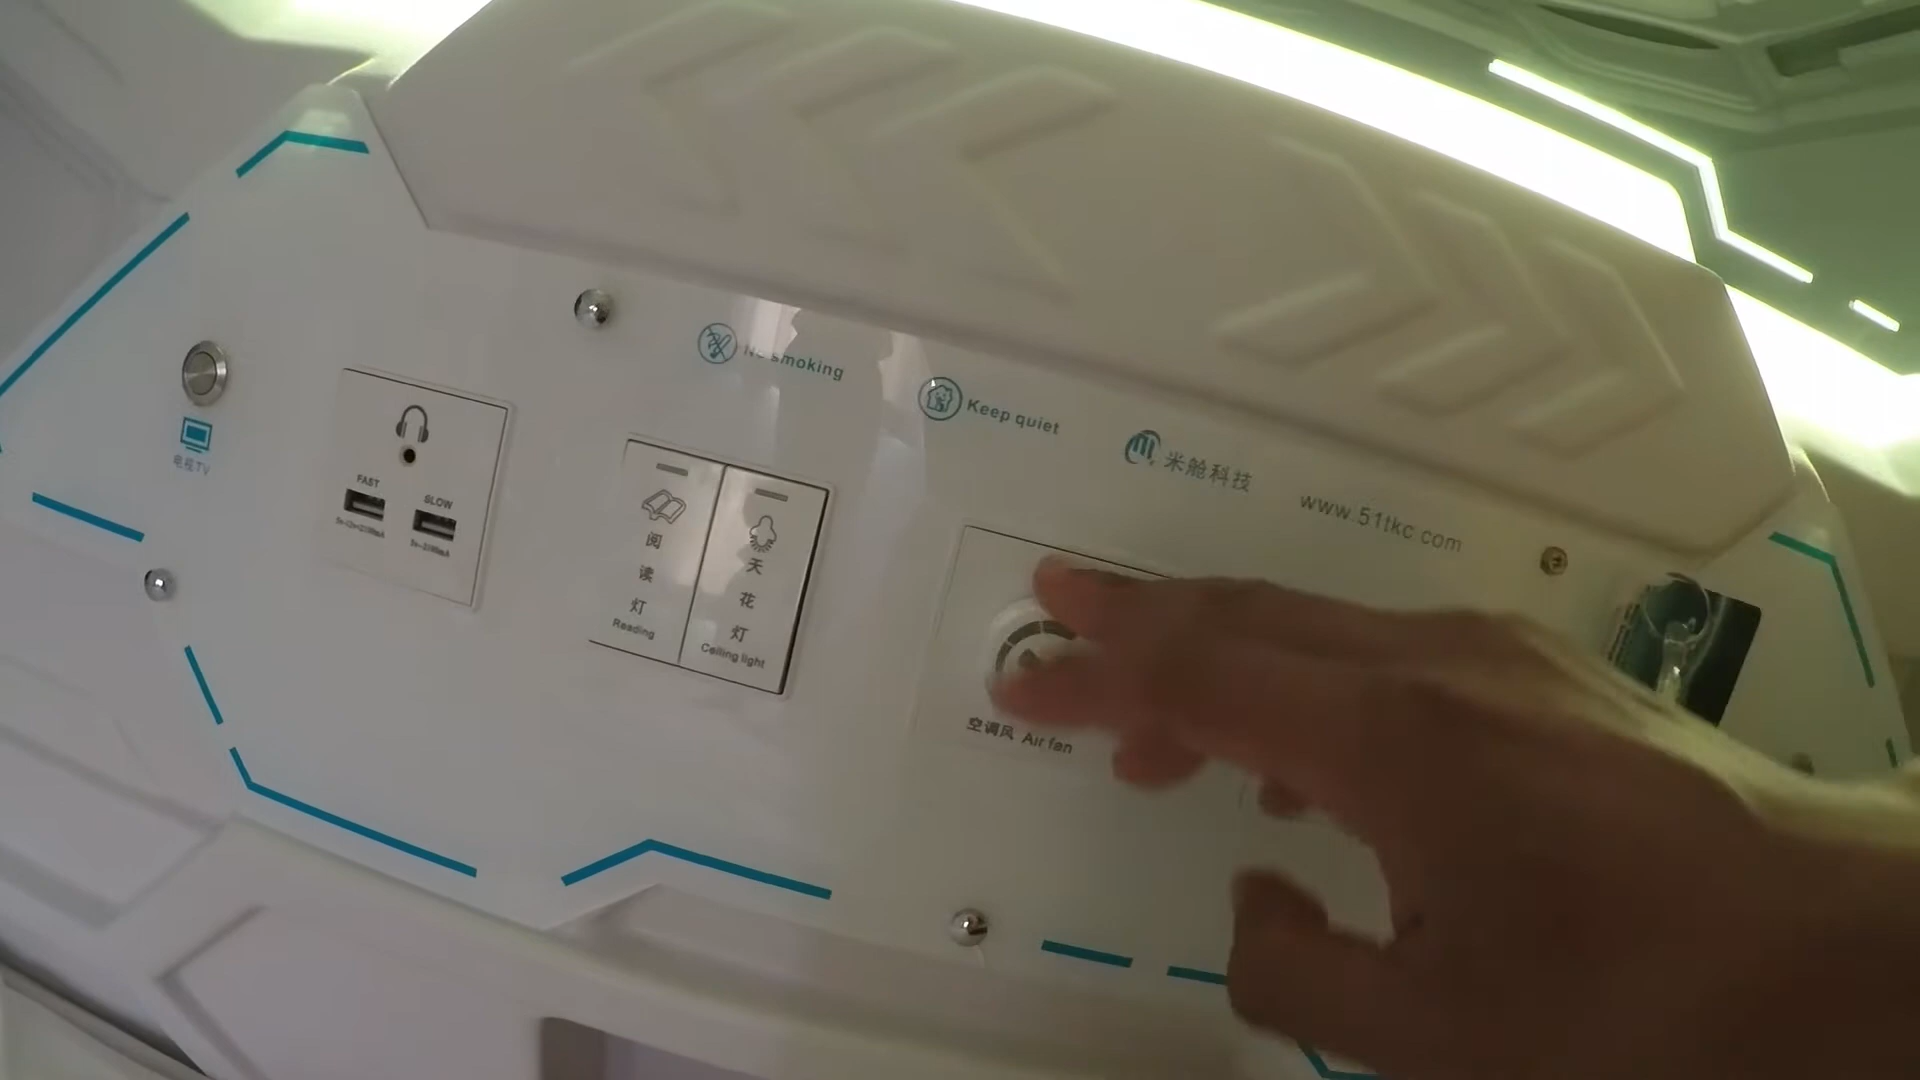 No smoking
Keep quiet
米舱科技
www.51tkc.com
电视TV
FAST
SLOW
阅读灯
Reading
天花灯
Ceiling light
空调风 Air fan